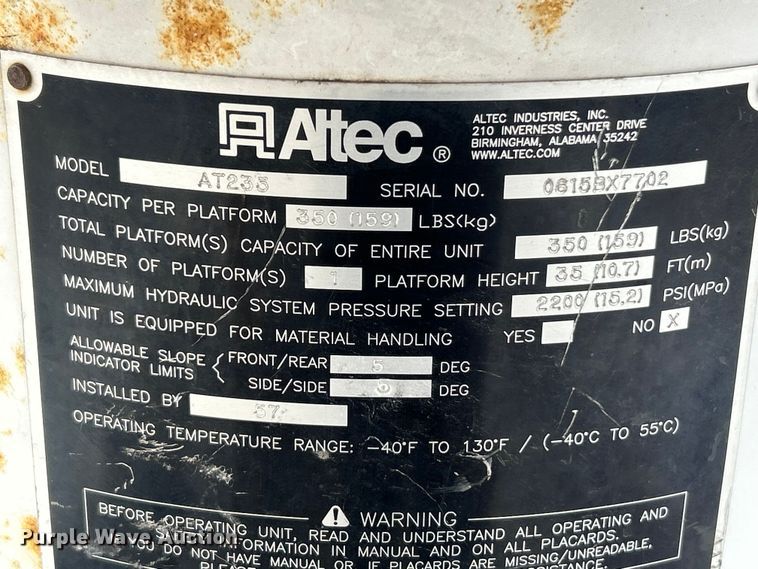 Altec ®
ALTEC INDUSTRIES, INC.
210 INVERNESS CENTER DRIVE
BIRMINGHAM, ALABAMA 35242
WWW.ALTEC.COM
MODEL AT235 SERIAL NO. 0615BX7702
CAPACITY PER PLATFORM 350 (159) LBS(kg)
TOTAL PLATFORM(S) CAPACITY OF ENTIRE UNIT 350 (159) LBS(kg)
NUMBER OF PLATFORM(S) 1 PLATFORM HEIGHT 35 (10.7) FT(m)
MAXIMUM HYDRAULIC SYSTEM PRESSURE SETTING 2200 (15.2) PSI(MPa)
UNIT IS EQUIPPED FOR MATERIAL HANDLING YES NO X
ALLOWABLE SLOPE INDICATOR LIMITS FRONT/REAR 5 DEG
SIDE/SIDE 5 DEG
INSTALLED BY 37
OPERATING TEMPERATURE RANGE: -40°F TO 130°F / (-40°C TO 55°C)
WARNING
BEFORE OPERATING UNIT, READ AND UNDERSTAND ALL OPERATING AND
INFORMATION IN MANUAL AND ON ALL PLACARDS.
YOU DO NOT HAVE MANUAL OR IF PLACARDS ARE MISSING/UNREADABLE,
Purple Wave Auction